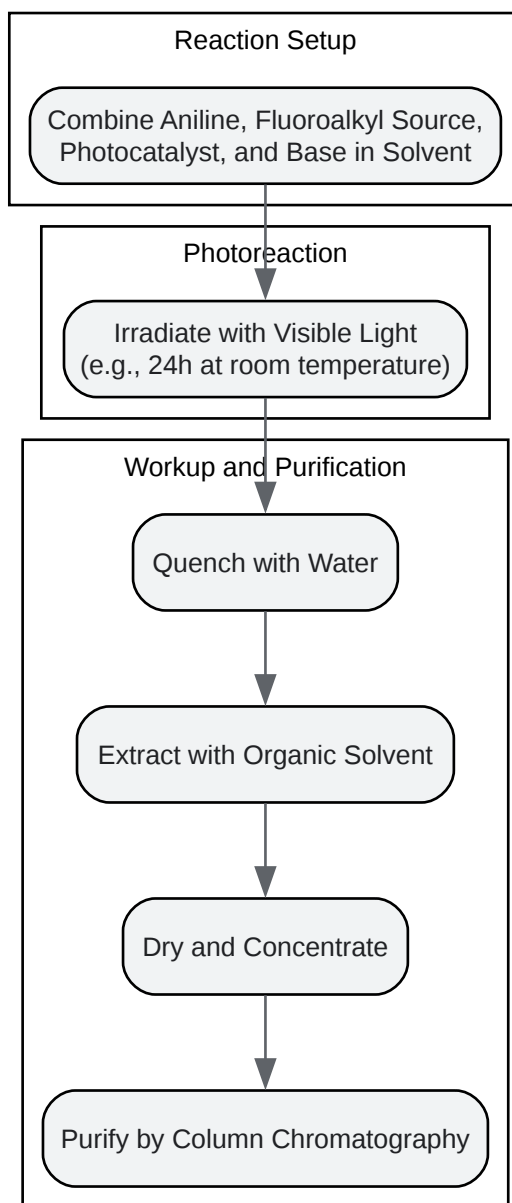 Reaction Setup
Combine Aniline, Fluoroalkyl Source,
Photocatalyst, and Base in Solvent
Photoreaction
Irradiate with Visible Light
(e.g., 24h at room temperature)
Workup and Purification
Quench with Water
Extract with Organic Solvent
Dry and Concentrate
Purify by Column Chromatography